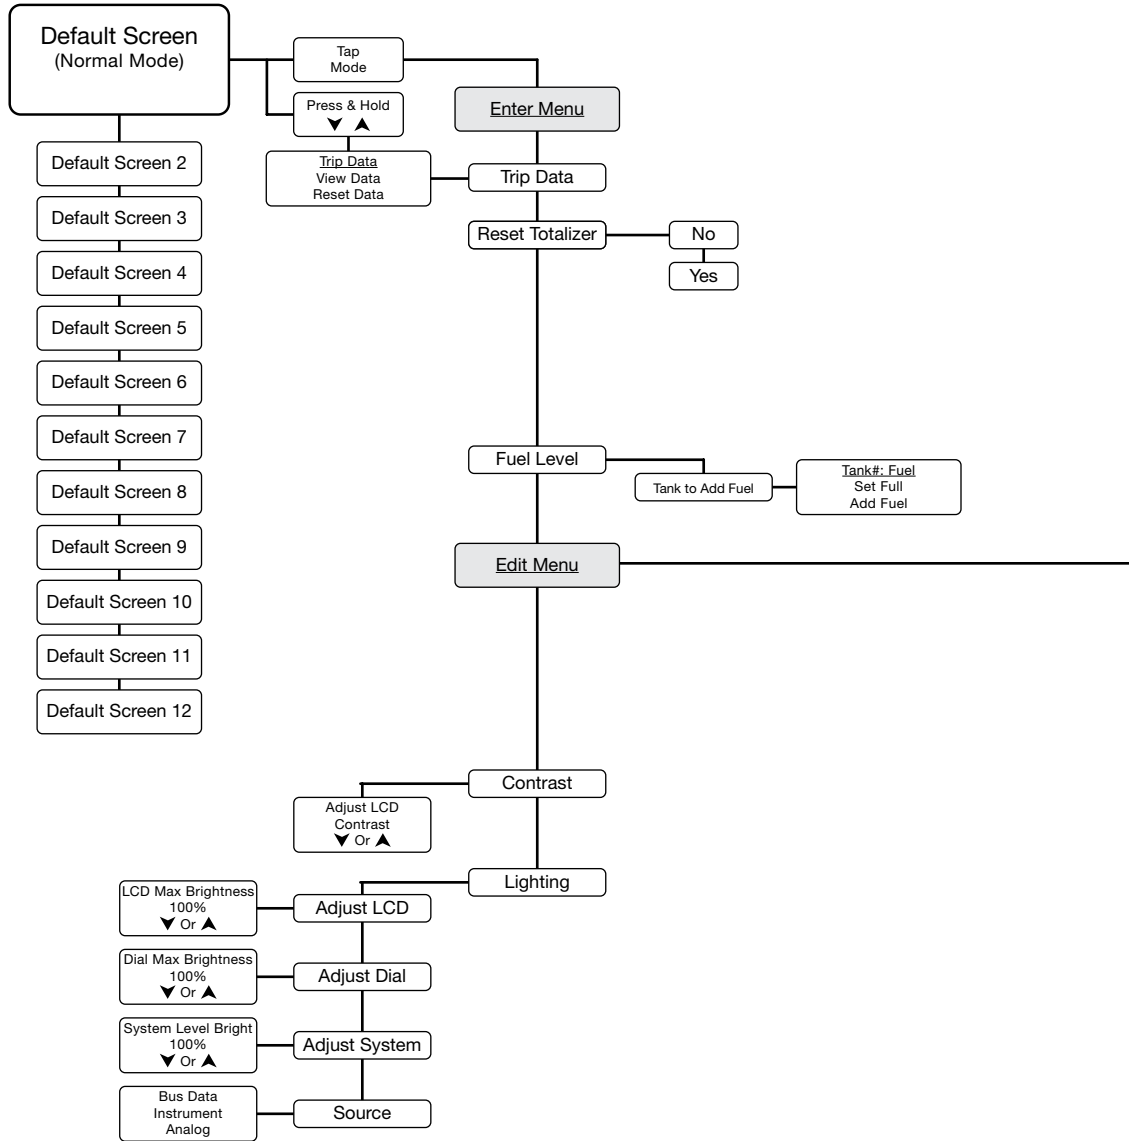 Default Screen
(Normal Mode)
Tap
Mode
Press & Hold
Enter Menu
Default Screen 2
Trip Data
View Data
Reset Data
Trip Data
Default Screen 3
Reset Totalizer
No
Yes
Default Screen 4
Default Screen 5
Default Screen 6
Default Screen 7
Fuel Level
Default Screen 8
Tank to Add Fuel
Tank#: Fuel
Set Full
Add Fuel
Default Screen 9
Edit Menu
Default Screen 10
Default Screen 11
Default Screen 12
Contrast
Adjust LCD
Contrast
Or
Lighting
LCD Max Brightness
100%
Or
Adjust LCD
Dial Max Brightness
100%
Or
Adjust Dial
System Level Bright
100%
Or
Adjust System
Bus Data
Instrument
Analog
Source